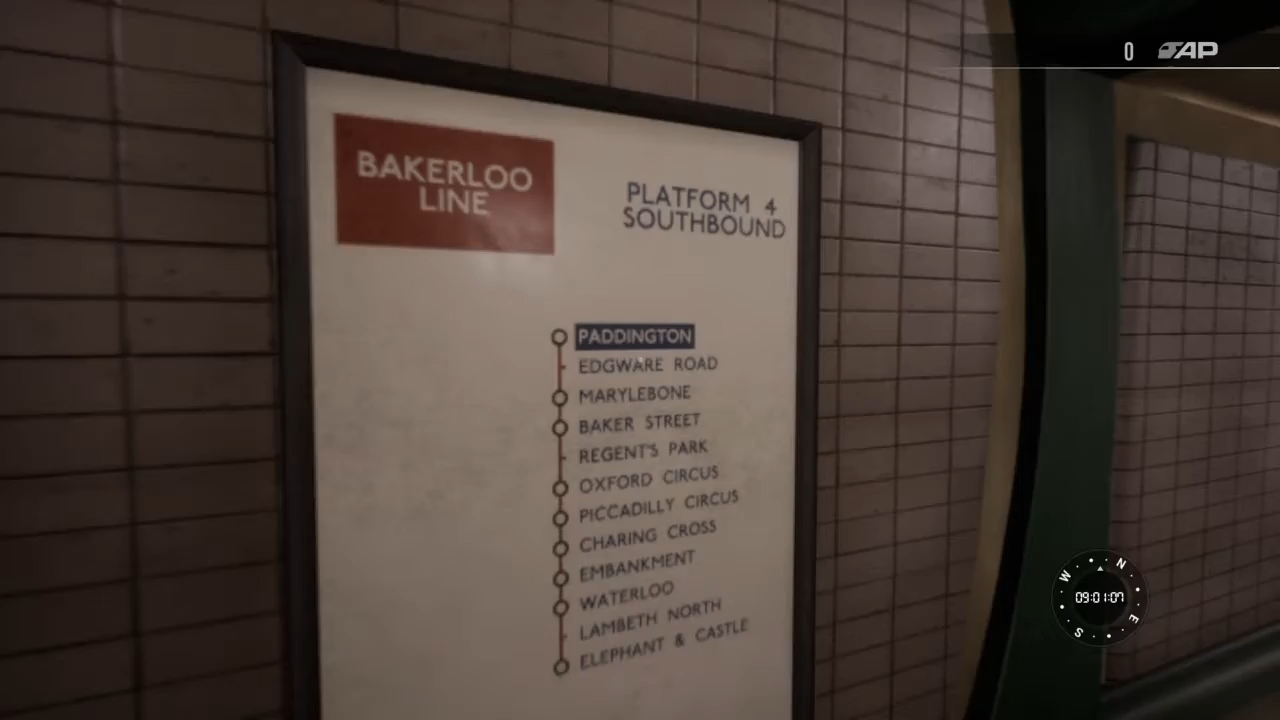 0 AP
BAKERLOO
LINE
PLATFORM 4
SOUTHBOUND
PADDINGTON
EDGWARE ROAD
MARYLEBONE
BAKER STREET
REGENT'S PARK
OXFORD CIRCUS
PICCADILLY CIRCUS
CHARING CROSS
EMBANKMENT
WATERLOO
LAMBETH NORTH
ELEPHANT & CASTLE
N
W
09:01:07
E
S